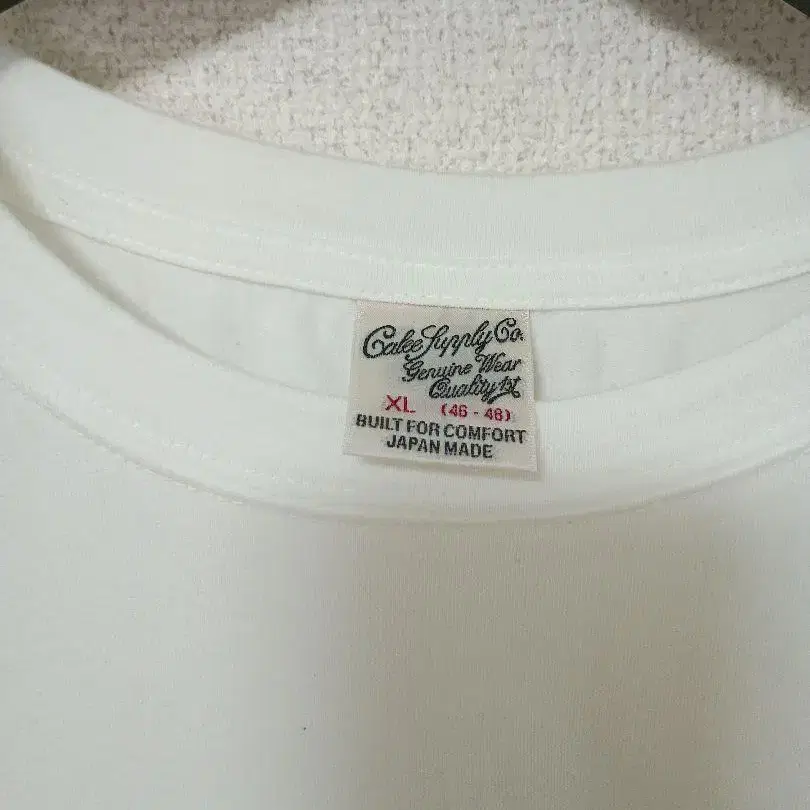 Calee Supply Co.
Genuine Wear
Quality 1st
XL (46 - 48)
BUILT FOR COMFORT
JAPAN MADE